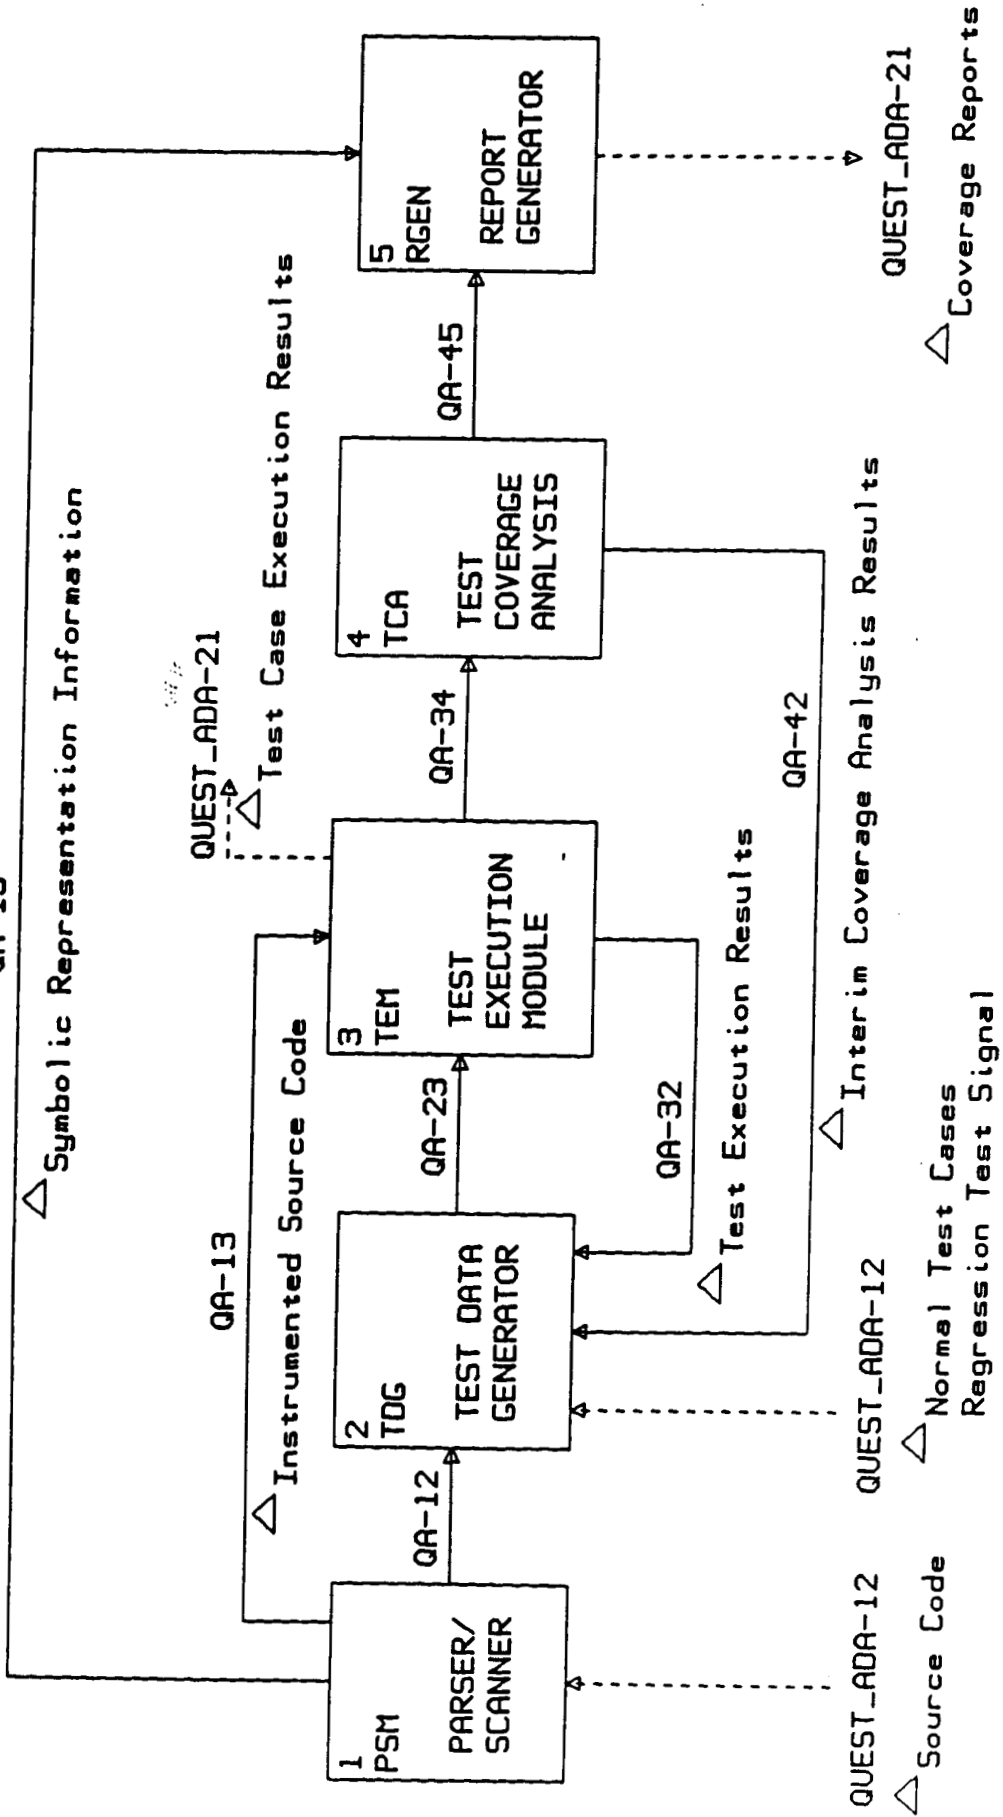 Symbolic Representation Information
QA-13
Instrumented Source Code
QUEST_ADA-21
Test Case Execution Results
1
PSM
PARSER/
SCANNER
QA-12
2
TDG
TEST DATA
GENERATOR
QA-23
3
TEM
TEST
EXECUTION
MODULE
QA-34
4
TCA
TEST
COVERAGE
ANALYSIS
QA-45
5
RGEN
REPORT
GENERATOR
QA-32
Test Execution Results
QA-42
Interim Coverage Analysis Results
QUEST_ADA-12
Source Code
QUEST_ADA-12
Normal Test Cases
Regression Test Signal
QUEST_ADA-21
Coverage Reports